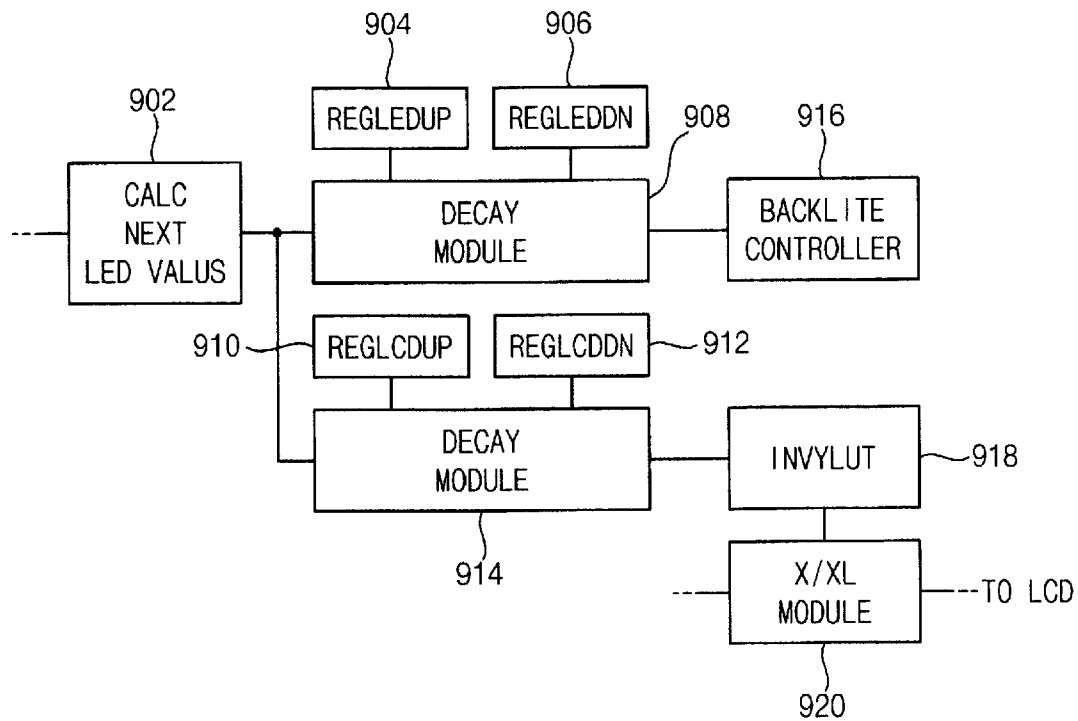 904
906
902
REGLEDUP
REGLEDDN
908
916
CALC
NEXT
LED VALUS
DECAY
MODULE
BACKLITE
CONTROLLER
910
REGLCDUP
REGLCDDN
912
DECAY
MODULE
INVYLUT
918
914
X/XL
MODULE
TO LCD
920